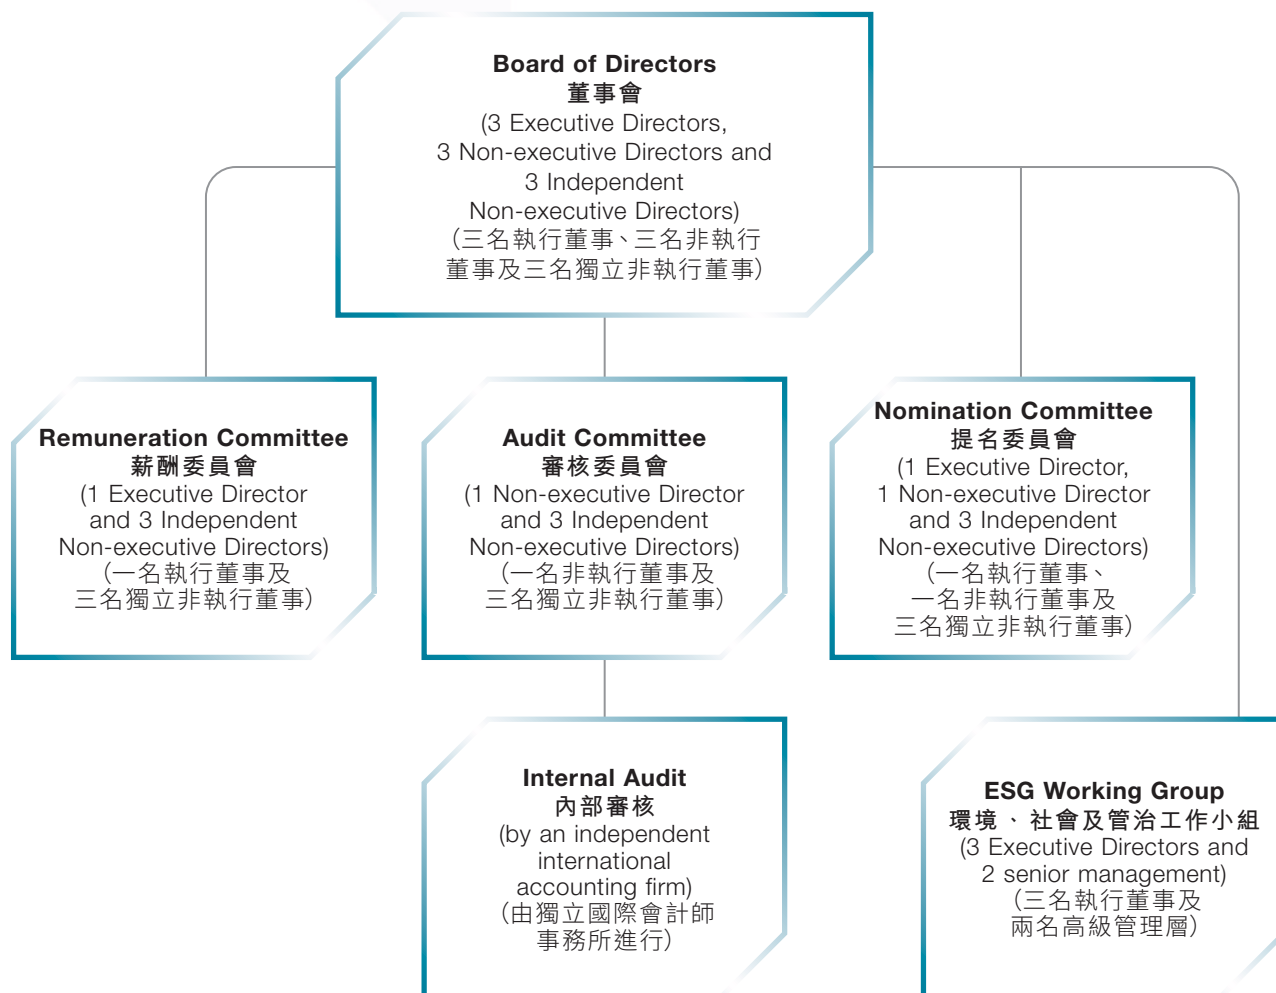 Board of Directors
董事會
(3 Executive Directors,
3 Non-executive Directors and
3 Independent
Non-executive Directors)
（三名執行董事、三名非執行
董事及三名獨立非執行董事）
Remuneration Committee
薪酬委員會
(1 Executive Director
and 3 Independent
Non-executive Directors)
（一名執行董事及
三名獨立非執行董事）
Audit Committee
審核委員會
(1 Non-executive Director
and 3 Independent
Non-executive Directors)
（一名非執行董事及
三名獨立非執行董事）
Nomination Committee
提名委員會
(1 Executive Director,
1 Non-executive Director
and 3 Independent
Non-executive Directors)
（一名執行董事、
一名非執行董事及
三名獨立非執行董事）
Internal Audit
內部審核
(by an independent
international
accounting firm)
（由獨立國際會計師
事務所進行）
ESG Working Group
環境、社會及管治工作小組
(3 Executive Directors and
2 senior management)
（三名執行董事及
兩名高級管理層）